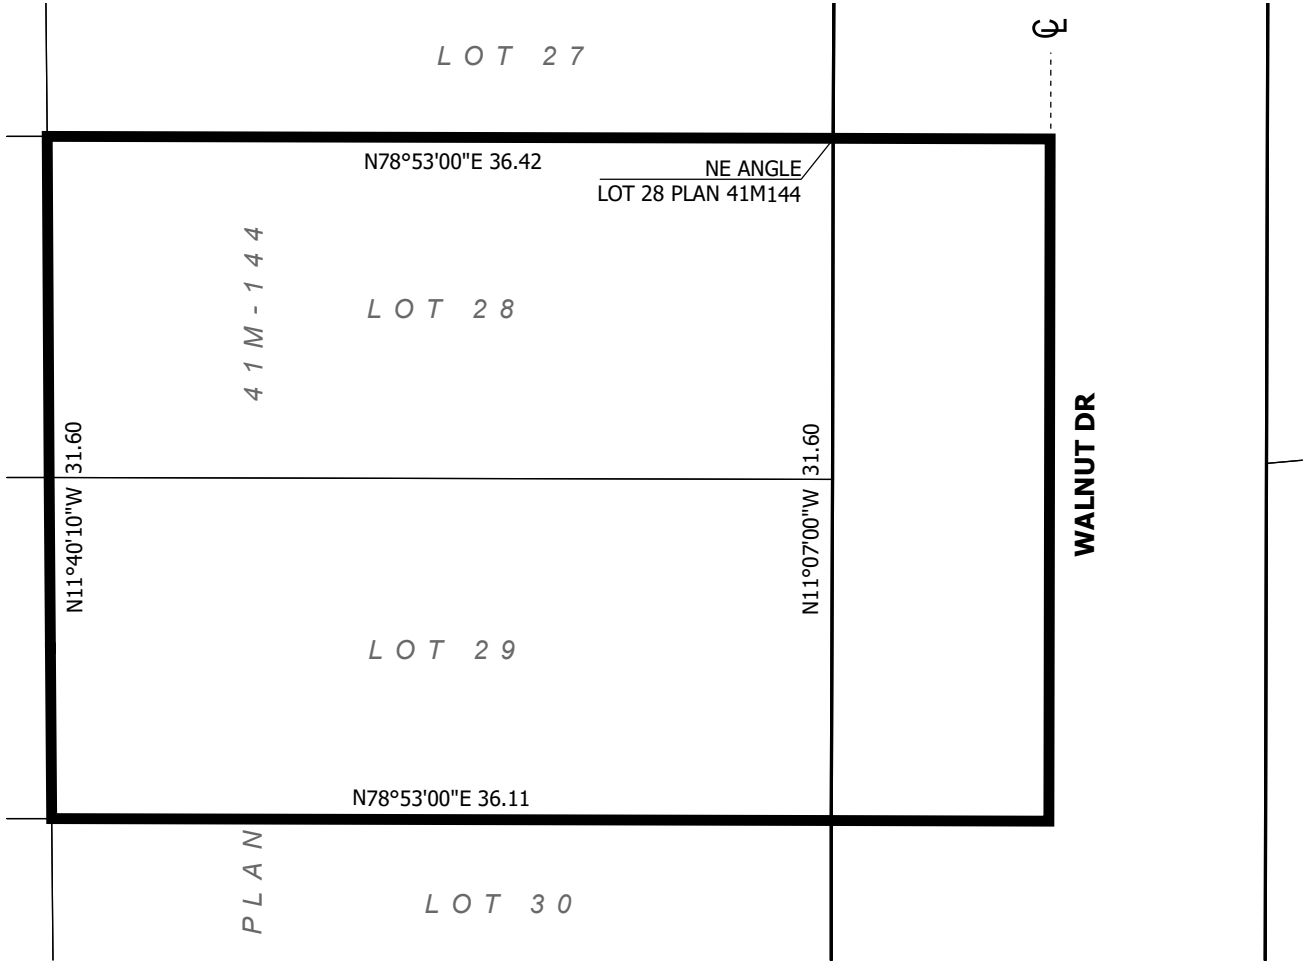 ℄
LOT 27
N78°53'00"E 36.42
NE ANGLE
LOT 28 PLAN 41M144
41M-144
LOT 28
N11°40'10"W 31.60
N11°07'00"W 31.60
WALNUT DR
LOT 29
N78°53'00"E 36.11
PLAN
LOT 30